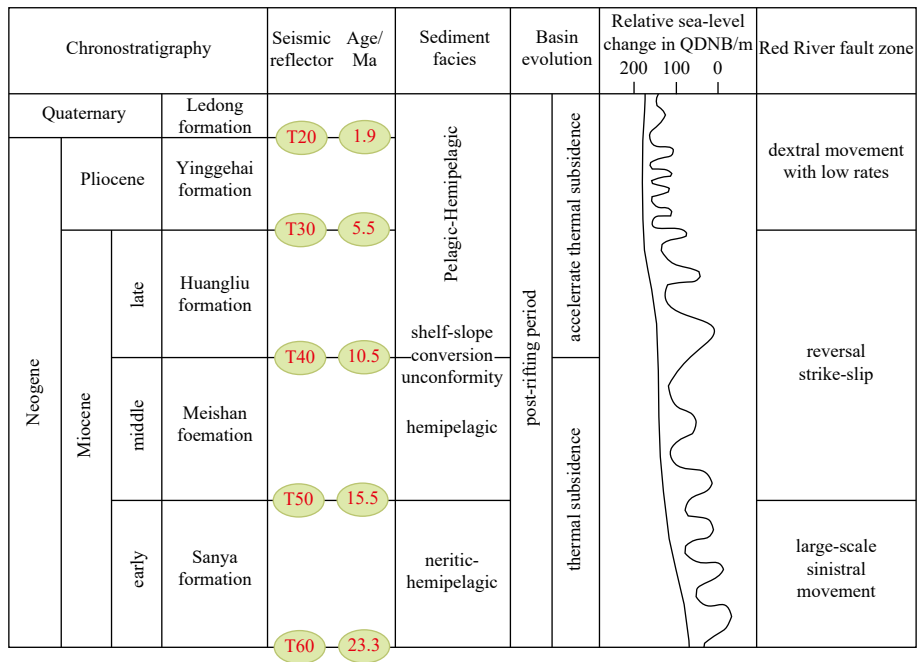 Chronostratigraphy
Seismic
reflector
Age/
Ma
Sediment
facies
Basin
evolution
Relative sea-level
change in QDNB/m
200 100 0
Red River fault zone
Quaternary
Ledong
formation
T20
1.9
Neogene
Pliocene
Yinggehai
formation
T30
5.5
Miocene
late
Huangliu
formation
T40
10.5
middle
Meishan
foemation
T50
15.5
early
Sanya
formation
T60
23.3
Pelagic-Hemipelagic
shelf-slope
conversion
unconformity
hemipelagic
neritic-
hemipelagic
post-rifting period
accelerrate thermal subsidence
thermal subsidence
dextral movement
with low rates
reversal
strike-slip
large-scale
sinistral
movement